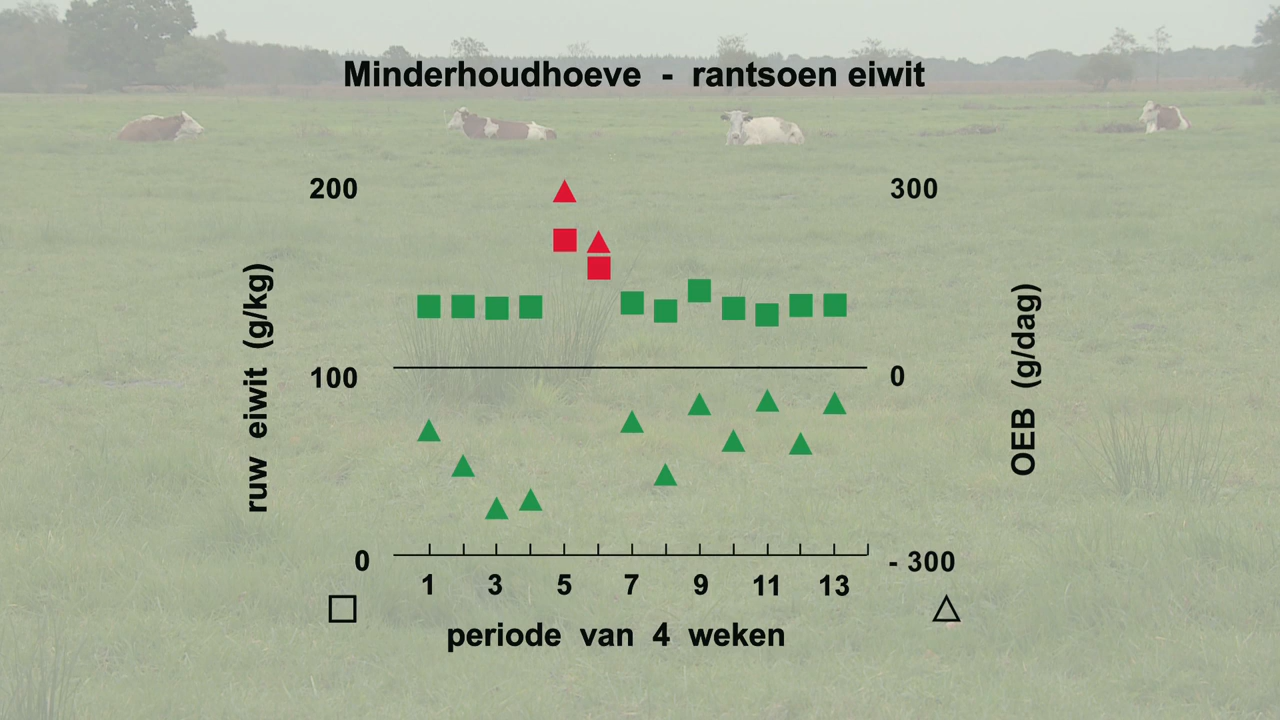 Minderhoudhoeve - rantsoen eiwit
200
300
ruw eiwit (g/kg)
OEB (g/dag)
100
0
0
- 300
1 3 5 7 9 11 13
periode van 4 weken